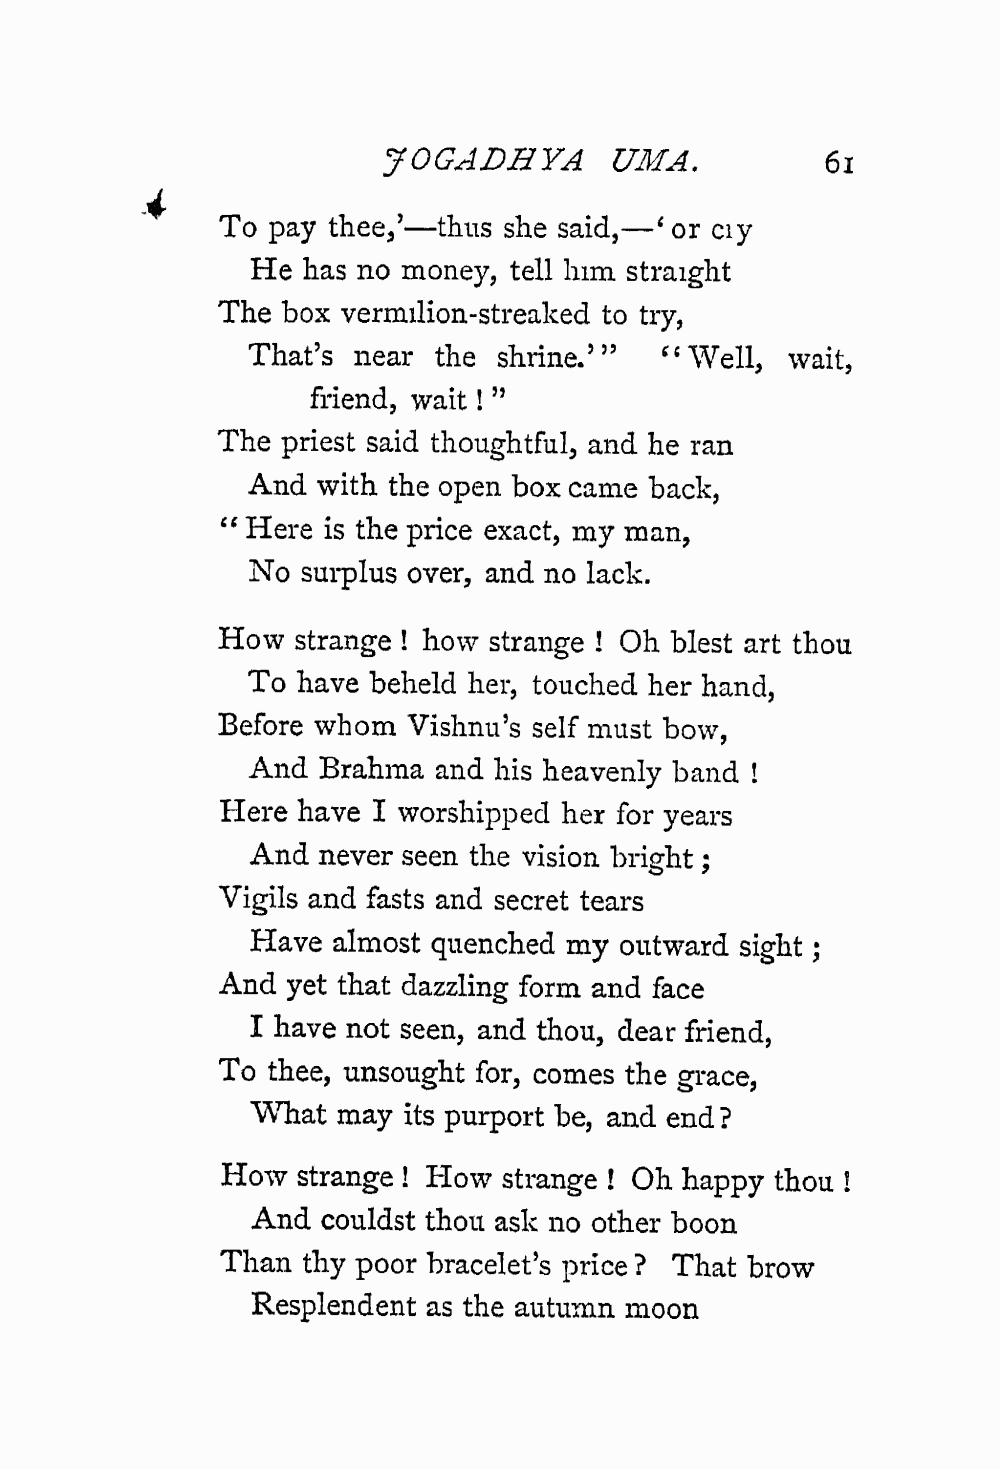 JOGADHYA UMA. 61
To pay thee,’—thus she said,—‘or cry
He has no money, tell him straight
The box vermilion-streaked to try,
That’s near the shrine.’” “Well, wait,
friend, wait!”
The priest said thoughtful, and he ran
And with the open box came back,
“Here is the price exact, my man,
No surplus over, and no lack.
How strange! how strange! Oh blest art thou
To have beheld her, touched her hand,
Before whom Vishnu’s self must bow,
And Brahma and his heavenly band!
Here have I worshipped her for years
And never seen the vision bright;
Vigils and fasts and secret tears
Have almost quenched my outward sight;
And yet that dazzling form and face
I have not seen, and thou, dear friend,
To thee, unsought for, comes the grace,
What may its purport be, and end?
How strange! How strange! Oh happy thou!
And couldst thou ask no other boon
Than thy poor bracelet’s price? That brow
Resplendent as the autumn moon